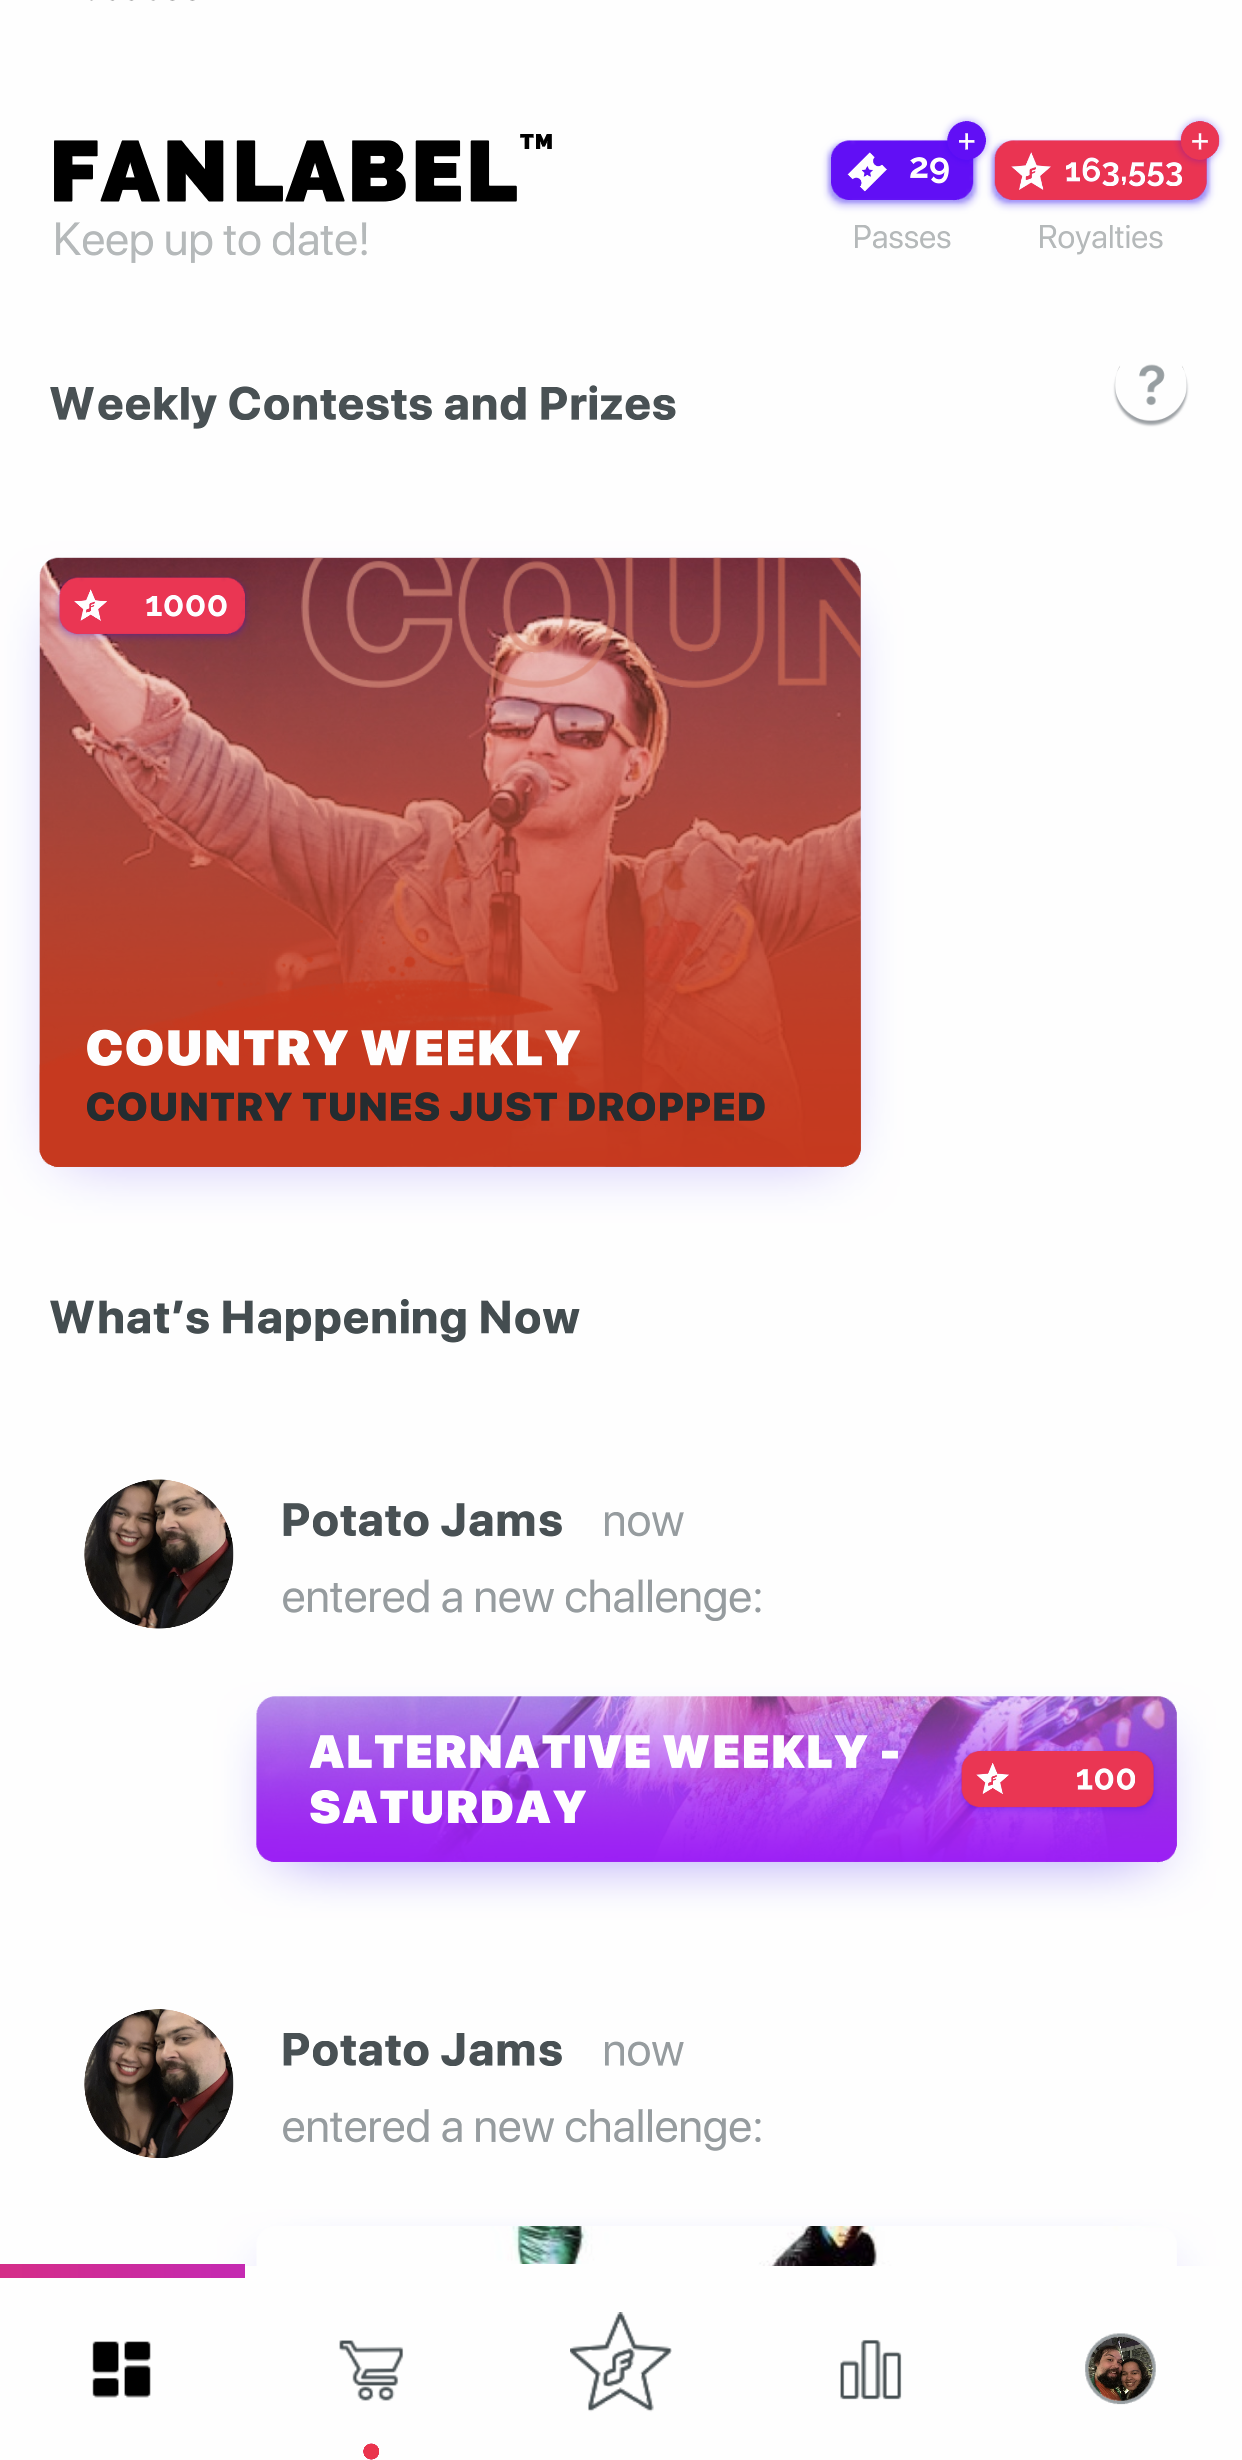 FANLABEL™
Keep up to date!
29
163,553
Passes
Royalties
Weekly Contests and Prizes
?
COUN
1000
COUNTRY WEEKLY
COUNTRY TUNES JUST DROPPED
What's Happening Now
Potato Jams now
entered a new challenge:
ALTERNATIVE WEEKLY -
SATURDAY
100
Potato Jams now
entered a new challenge: